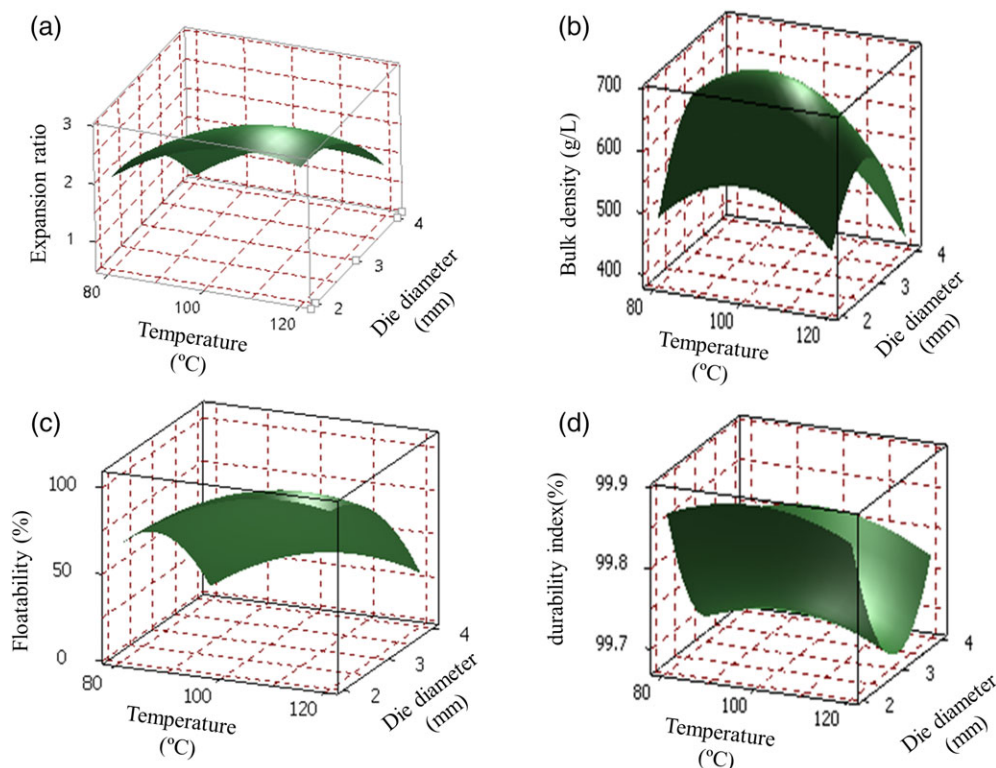 (a)
Expansion ratio
3
2
1
80
100
120
Temperature
(ºC)
2
3
4
Die diameter
(mm)
(b)
Bulk density (g/L)
700
600
500
400
80
100
120
Temperature
(ºC)
2
3
4
Die diameter
(mm)
(c)
Floatability (%)
100
50
0
80
100
120
Temperature
(ºC)
2
3
4
Die diameter
(mm)
(d)
durability index(%)
99.9
99.8
99.7
80
100
120
Temperature
(ºC)
2
3
4
Die diameter
(mm)